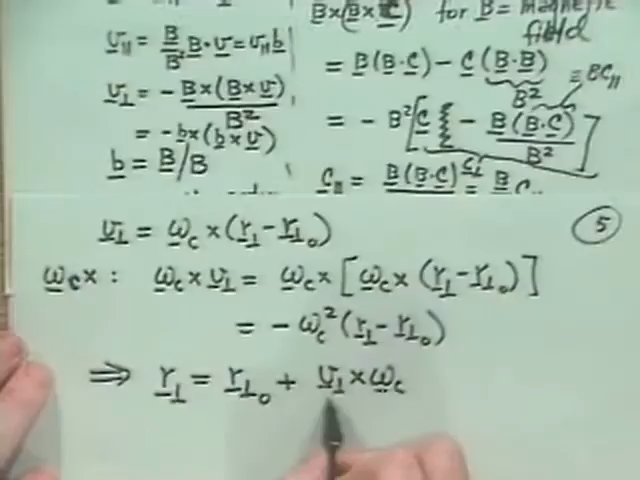 B×(B×C) for B = Magnetic field
v∥ = B/B² B·v = v∥ b
= B(B·C) − C(B·B)
B²
≡ BC∥
v⊥ = − B×(B×v)/B²
= − b×(b×v)
= − B² [C − B(B·C)/B²]
C⊥
b = B/B
C∥ = B(B·C) = B C
v⊥ = ωc × (r⊥ − r⊥₀)
5
ωc × : ωc × v⊥ = ωc × [ωc × (r⊥ − r⊥₀)]
= − ωc² (r⊥ − r⊥₀)
⇒ r⊥ = r⊥₀ + v⊥ × ωc